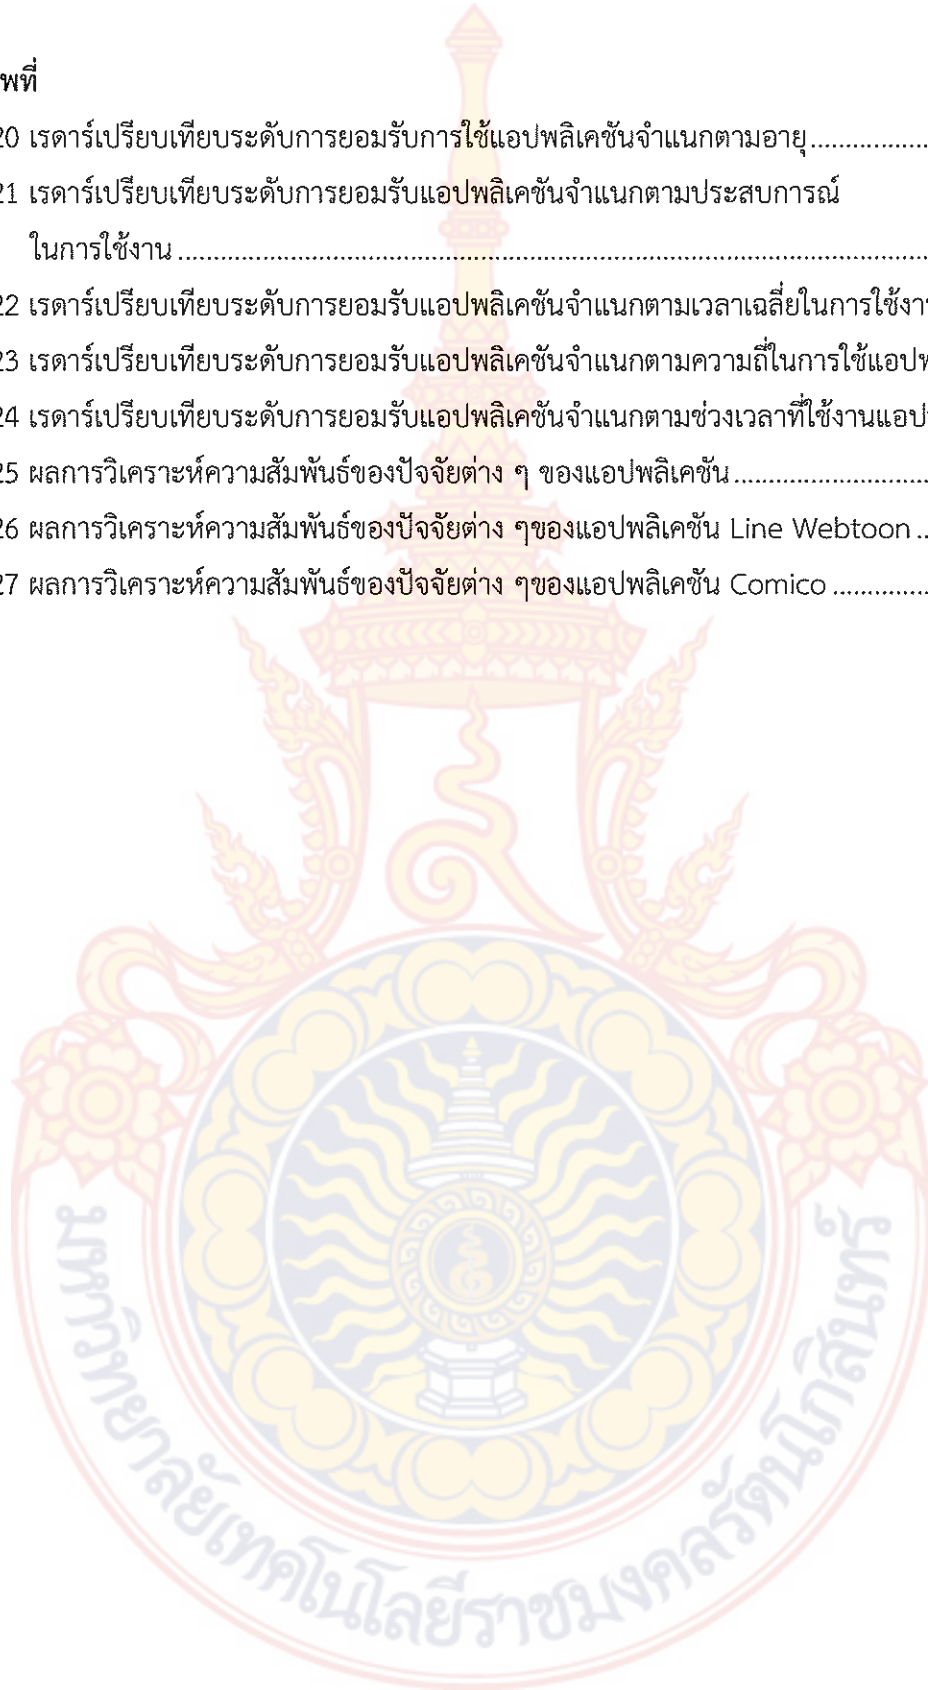 พที่
20 เรดาร์เปรียบเทียบระดับการยอมรับการใช้แอปพลิเคชันจำแนกตามอายุ.................
21 เรดาร์เปรียบเทียบระดับการยอมรับแอปพลิเคชันจำแนกตามประสบการณ์
ในการใช้งาน.........................................................................................................
22 เรดาร์เปรียบเทียบระดับการยอมรับแอปพลิเคชันจำแนกตามเวลาเฉลี่ยในการใช้งาน
23 เรดาร์เปรียบเทียบระดับการยอมรับแอปพลิเคชันจำแนกตามความถี่ในการใช้แอปพ
24 เรดาร์เปรียบเทียบระดับการยอมรับแอปพลิเคชันจำแนกตามช่วงเวลาที่ใช้งานแอป
25 ผลการวิเคราะห์ความสัมพันธ์ของปัจจัยต่าง ๆ ของแอปพลิเคชัน...........................
26 ผลการวิเคราะห์ความสัมพันธ์ของปัจจัยต่าง ๆของแอปพลิเคชัน Line Webtoon..
27 ผลการวิเคราะห์ความสัมพันธ์ของปัจจัยต่าง ๆของแอปพลิเคชัน Comico..............
มหาวิทยาลัยเทคโนโลยีราชมงคลรัตนโกสินทร์